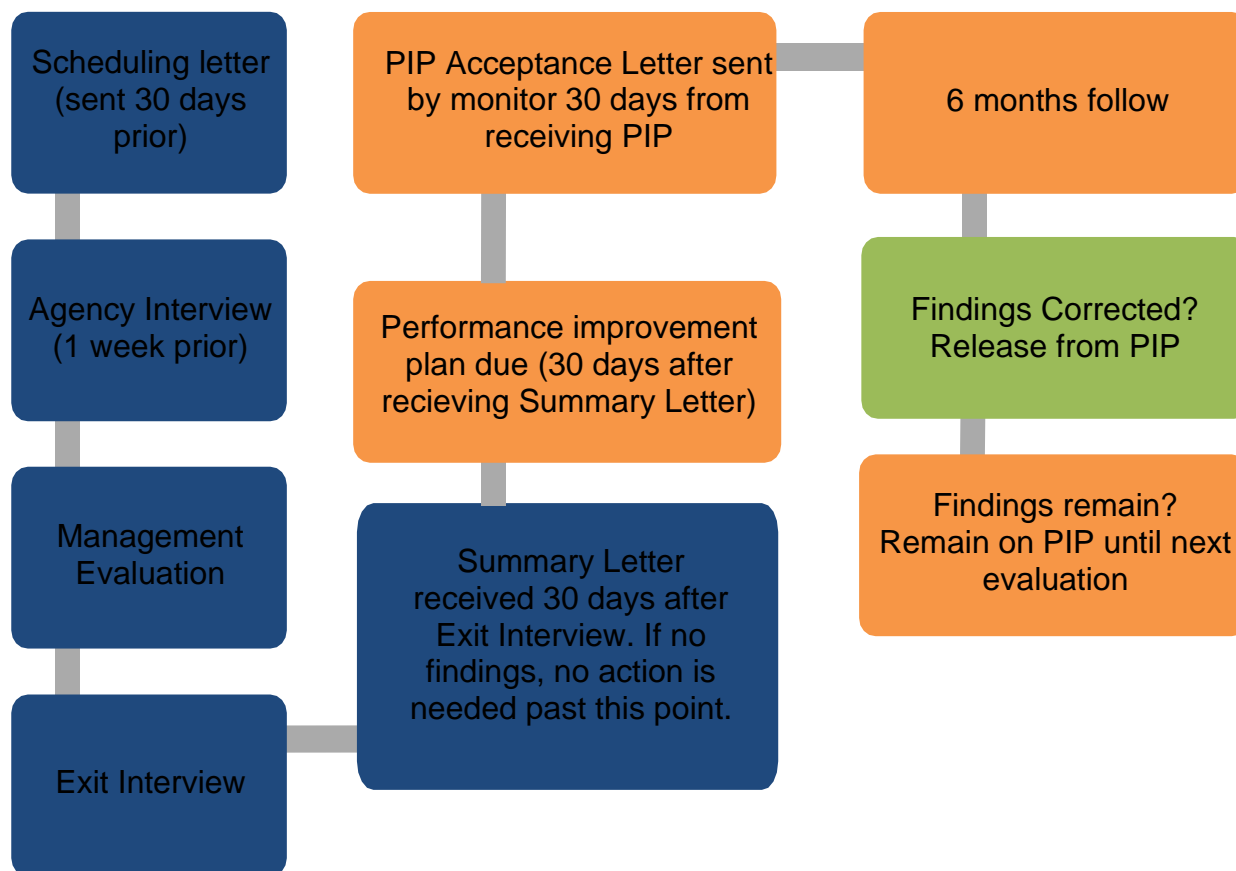 Scheduling letter
(sent 30 days
prior)
Agency Interview
(1 week prior)
Management
Evaluation
Exit Interview
Summary Letter
received 30 days after
Exit Interview. If no
findings, no action is
needed past this point.
Performance improvement
plan due (30 days after
recieving Summary Letter)
PIP Acceptance Letter sent
by monitor 30 days from
receiving PIP
6 months follow
Findings Corrected?
Release from PIP
Findings remain?
Remain on PIP until next
evaluation